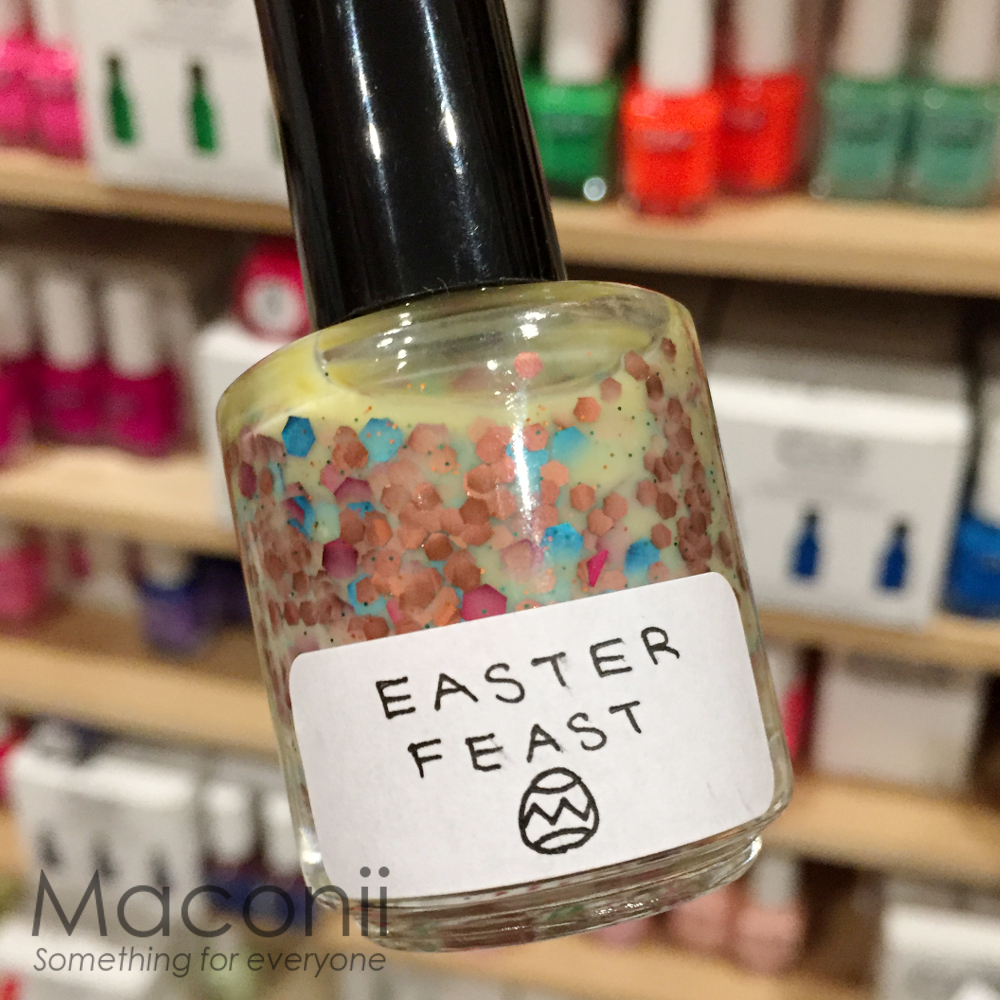 EASTER
FEAST
Maconii
Something for everyone